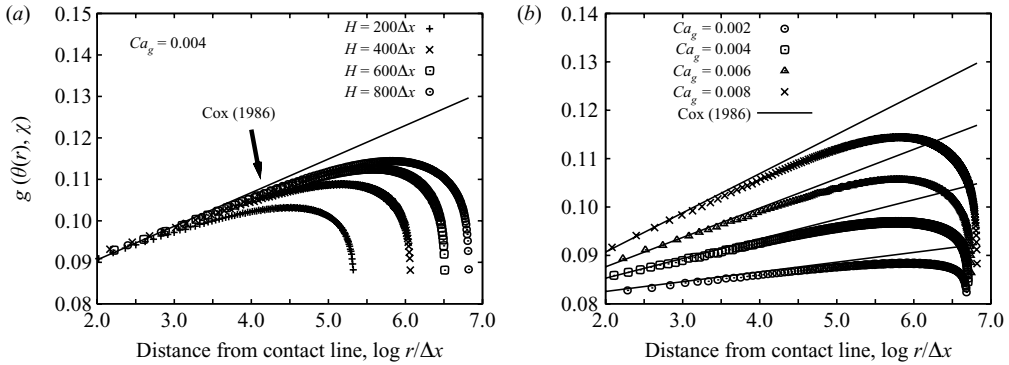 (a)
0.15
0.14
0.13
0.12
0.11
0.10
0.09
0.08
g (θ(r), χ)
Ca_g = 0.004
H = 200Δx
H = 400Δx
H = 600Δx
H = 800Δx
Cox (1986)
2.0 3.0 4.0 5.0 6.0 7.0
Distance from contact line, log r/Δx
(b)
0.14
0.13
0.12
0.11
0.10
0.09
0.08
Ca_g = 0.002
Ca_g = 0.004
Ca_g = 0.006
Ca_g = 0.008
Cox (1986)
2.0 3.0 4.0 5.0 6.0 7.0
Distance from contact line, log r/Δx